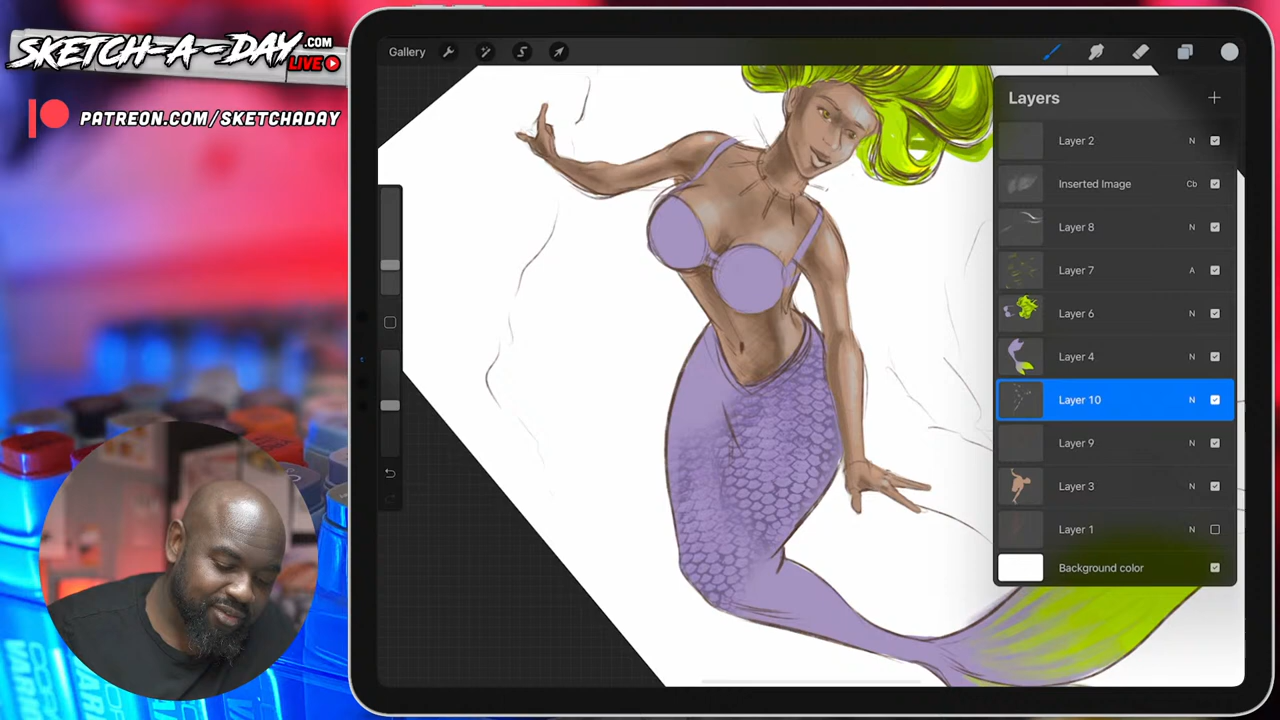 SKETCH-A-DAY.COM
LIVE
PATREON.COM/SKETCHADAY
Gallery
Layers
Layer 2 N
Inserted Image Cb
Layer 8 N
Layer 7 A
Layer 6 N
Layer 4 N
Layer 10 N
Layer 9 N
Layer 3 N
Layer 1 N
Background color